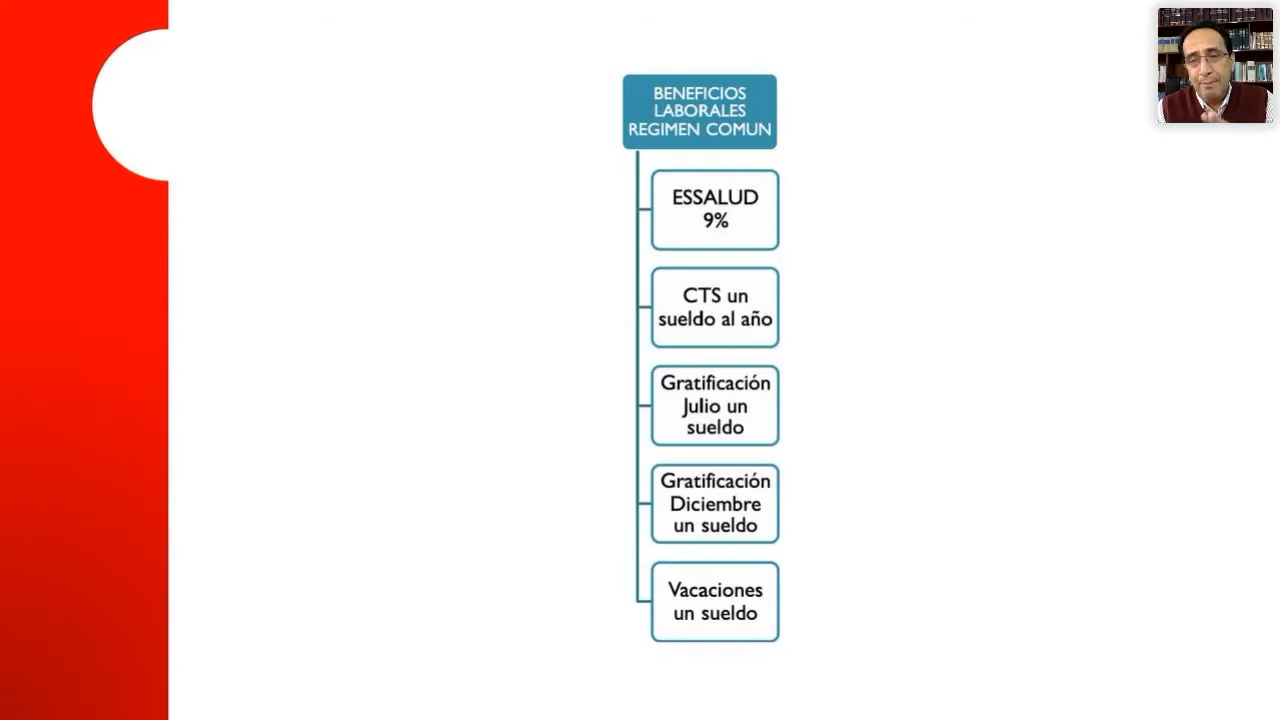 BENEFICIOS
LABORALES
REGIMEN COMUN
ESSALUD
9%
CTS un
sueldo al año
Gratificación
Julio un
sueldo
Gratificación
Diciembre
un sueldo
Vacaciones
un sueldo